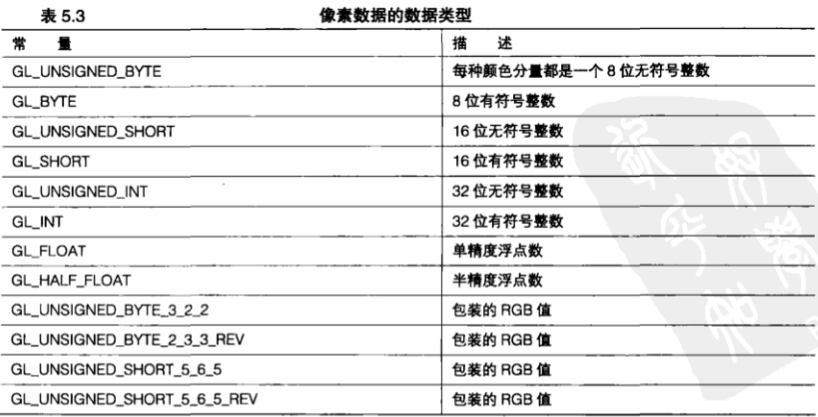 表 5.3 像素数据的数据类型
常 量 描 述
GL_UNSIGNED_BYTE 每种颜色分量都是一个 8 位无符号整数
GL_BYTE 8 位有符号整数
GL_UNSIGNED_SHORT 16 位无符号整数
GL_SHORT 16 位有符号整数
GL_UNSIGNED_INT 32 位无符号整数
GL_INT 32 位有符号整数
GL_FLOAT 单精度浮点数
GL_HALF_FLOAT 半精度浮点数
GL_UNSIGNED_BYTE_3_2_2 包装的 RGB 值
GL_UNSIGNED_BYTE_2_3_3_REV 包装的 RGB 值
GL_UNSIGNED_SHORT_5_6_5 包装的 RGB 值
GL_UNSIGNED_SHORT_5_6_5_REV 包装的 RGB 值